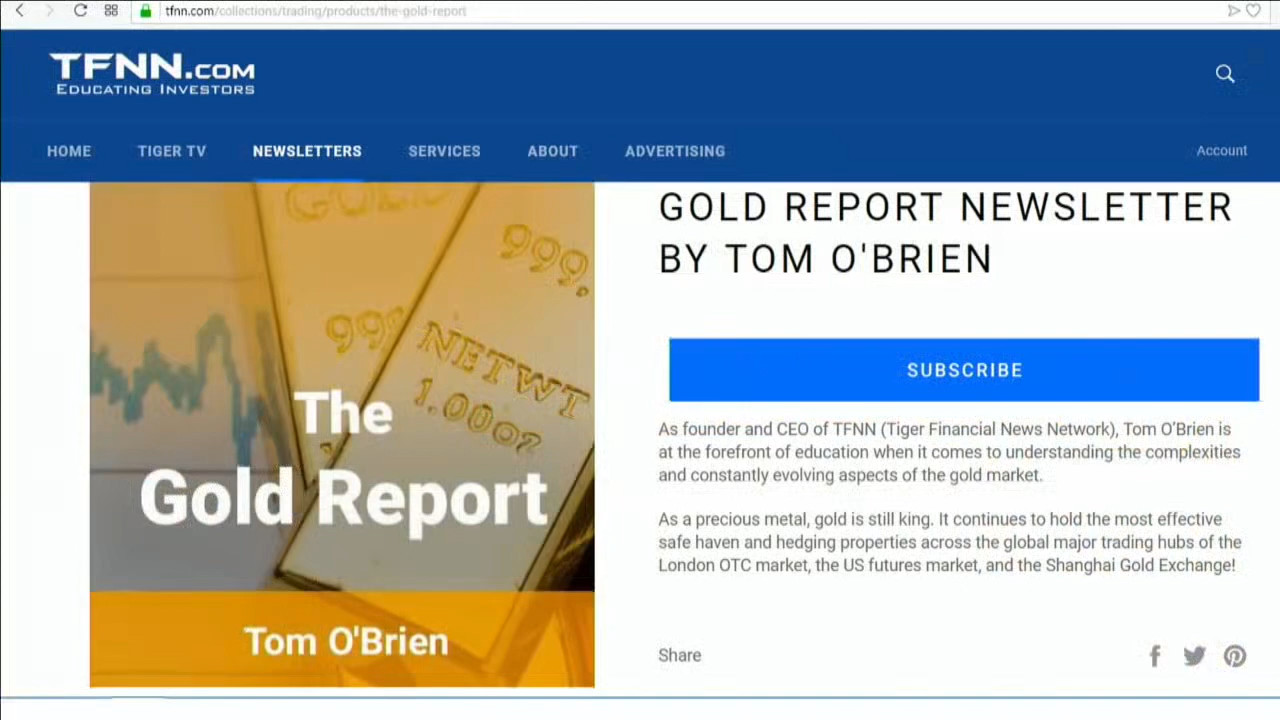 tfnn.com/collections/trading/products/the-gold-report
TFNN.COM
EDUCATING INVESTORS
HOME TIGER TV NEWSLETTERS SERVICES ABOUT ADVERTISING Account
GOLD
999.
999
NETWT
1.00OZ
The
Gold Report
Tom O'Brien
GOLD REPORT NEWSLETTER
BY TOM O'BRIEN
SUBSCRIBE
As founder and CEO of TFNN (Tiger Financial News Network), Tom O'Brien is
at the forefront of education when it comes to understanding the complexities
and constantly evolving aspects of the gold market.
As a precious metal, gold is still king. It continues to hold the most effective
safe haven and hedging properties across the global major trading hubs of the
London OTC market, the US futures market, and the Shanghai Gold Exchange!
Share